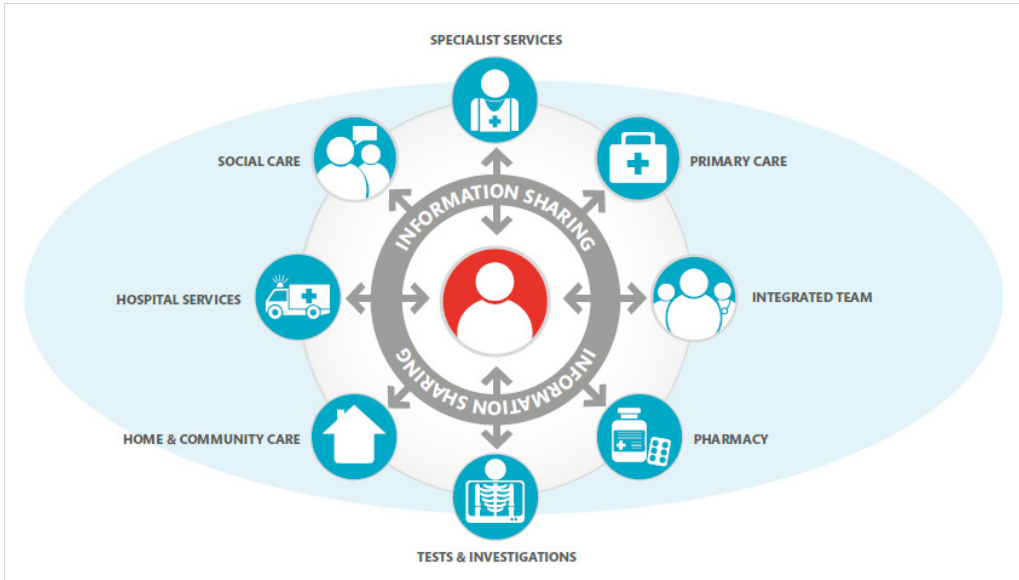 SPECIALIST SERVICES
SOCIAL CARE
PRIMARY CARE
INFORMATION SHARING
HOSPITAL SERVICES
INTEGRATED TEAM
INFORMATION SHARING
HOME & COMMUNITY CARE
PHARMACY
TESTS & INVESTIGATIONS